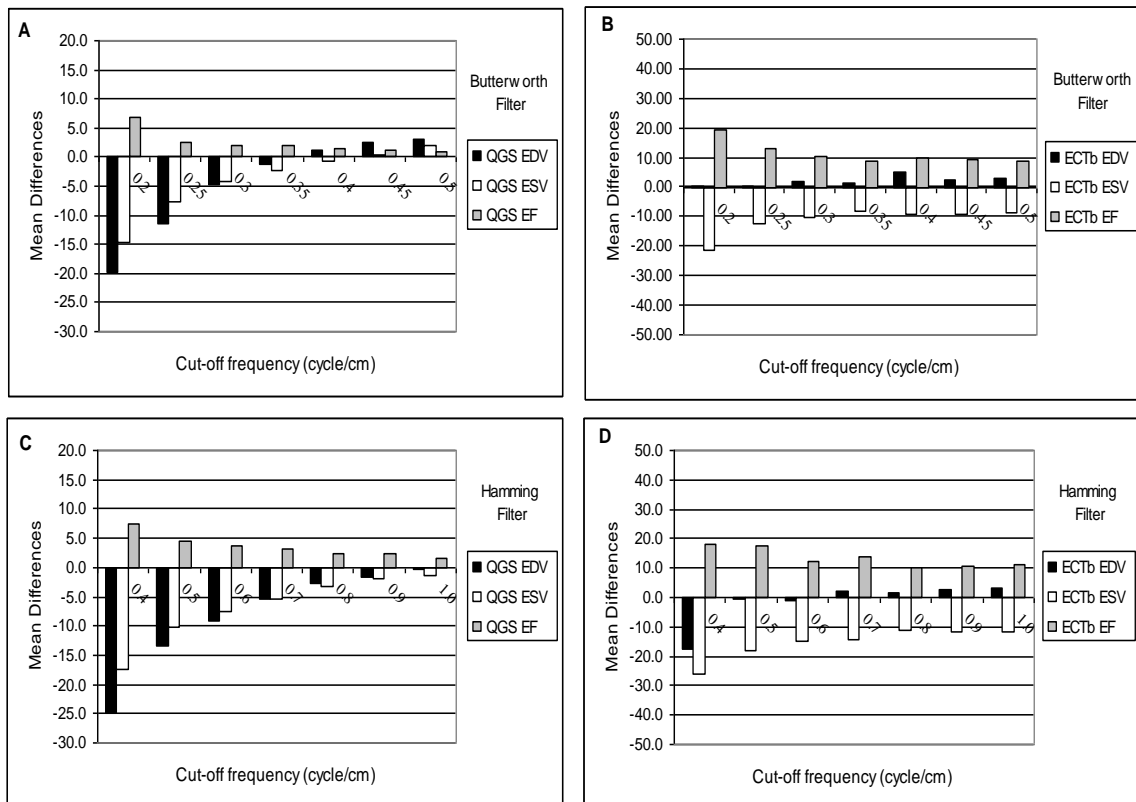 A
20.0
15.0
10.0
5.0
0.0
-5.0
-10.0
-15.0
-20.0
-25.0
-30.0
Mean Differences
0.2
0.25
0.3
0.35
0.4
0.45
0.5
Cut-off frequency (cycle/cm)
Butterworth
Filter
QGS EDV
QGS ESV
QGS EF
B
50.00
40.00
30.00
20.00
10.00
0.00
-10.00
-20.00
-30.00
-40.00
-50.00
Mean Differences
0.2
0.25
0.3
0.35
0.4
0.45
0.5
Cut-off frequency (cycle/cm)
Butterworth
Filter
ECTb EDV
ECTb ESV
ECTb EF
C
20.0
15.0
10.0
5.0
0.0
-5.0
-10.0
-15.0
-20.0
-25.0
-30.0
Mean Differences
0.4
0.5
0.6
0.7
0.8
0.9
1.0
Cut-off frequency (cycle/cm)
Hamming
Filter
QGS EDV
QGS ESV
QGS EF
D
50.0
40.0
30.0
20.0
10.0
0.0
-10.0
-20.0
-30.0
-40.0
-50.0
Mean Differences
0.4
0.5
0.6
0.7
0.8
0.9
1.0
Cut-off frequency (cycle/cm)
Hamming
Filter
ECTb EDV
ECTb ESV
ECTb EF